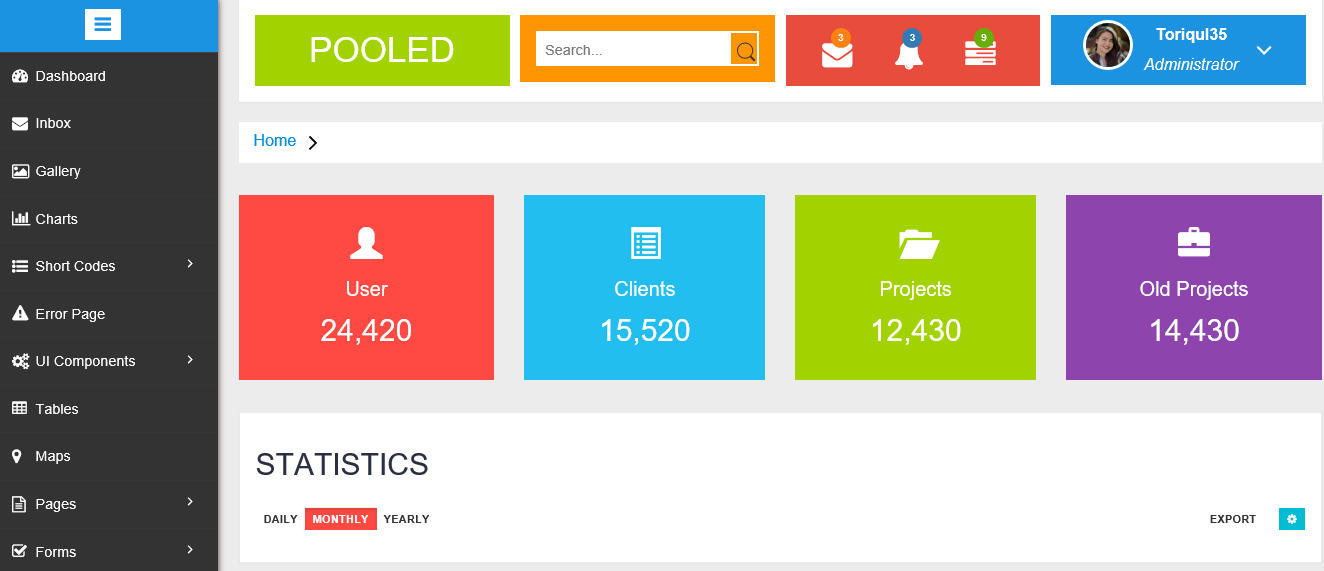 Dashboard
Inbox
Gallery
Charts
Short Codes
Error Page
UI Components
Tables
Maps
Pages
Forms
POOLED
Search...
3
3
9
Toriqul35
Administrator
Home
User
24,420
Clients
15,520
Projects
12,430
Old Projects
14,430
STATISTICS
DAILY MONTHLY YEARLY
EXPORT